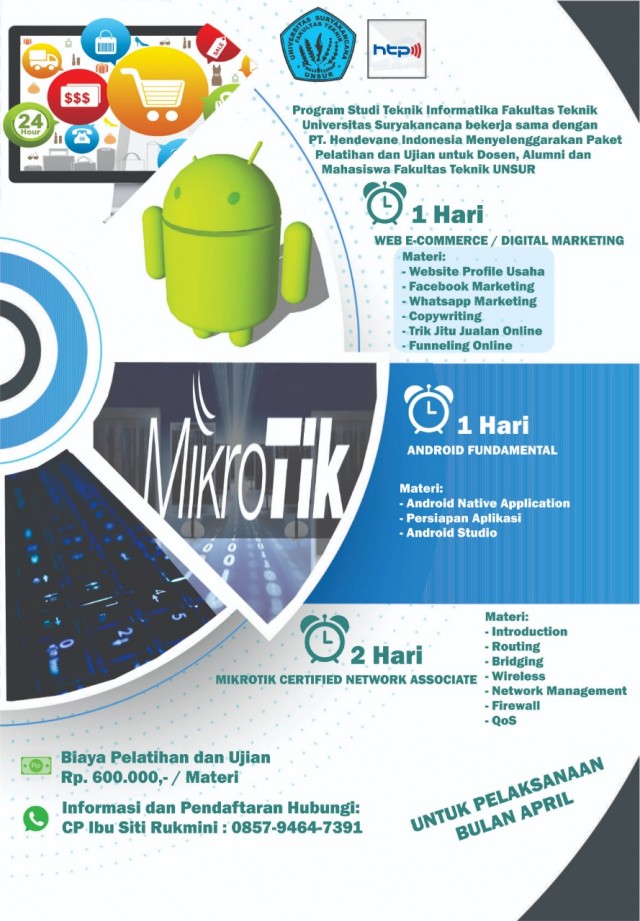 SALE
$$$
24
Hour
UNIVERSITAS SURYAKANCANA
FAKULTAS TEKNIK
UNSUR
htp
Program Studi Teknik Informatika Fakultas Teknik
Universitas Suryakancana bekerja sama dengan
PT. Hendevane Indonesia Menyelenggarakan Paket
Pelatihan dan Ujian untuk Dosen, Alumni dan
Mahasiswa Fakultas Teknik UNSUR
1 Hari
WEB E-COMMERCE / DIGITAL MARKETING
Materi:
- Website Profile Usaha
- Facebook Marketing
- Whatsapp Marketing
- Copywriting
- Trik Jitu Jualan Online
- Funneling Online
MikroTik
1 Hari
ANDROID FUNDAMENTAL
Materi:
- Android Native Application
- Persiapan Aplikasi
- Android Studio
2 Hari
MIKROTIK CERTIFIED NETWORK ASSOCIATE
Materi:
- Introduction
- Routing
- Bridging
- Wireless
- Network Management
- Firewall
- QoS
Rp
Biaya Pelatihan dan Ujian
Rp. 600.000,- / Materi
Informasi dan Pendaftaran Hubungi:
CP Ibu Siti Rukmini : 0857-9464-7391
UNTUK PELAKSANAAN
BULAN APRIL